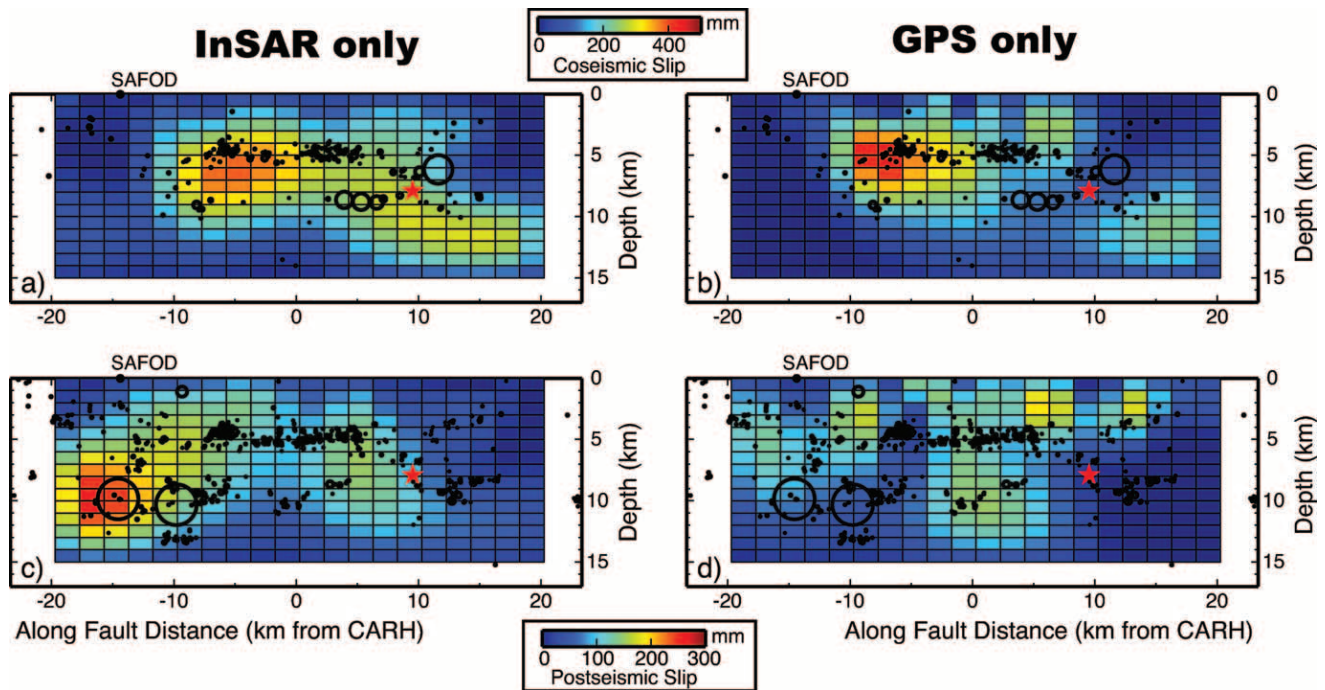 InSAR only
GPS only
mm
0 200 400
Coseismic Slip
SAFOD
SAFOD
0
5
10
15
Depth (km)
0
5
10
15
Depth (km)
a)
b)
-20 -10 0 10 20
-20 -10 0 10 20
SAFOD
SAFOD
0
5
10
15
Depth (km)
0
5
10
15
Depth (km)
c)
d)
-20 -10 0 10 20
-20 -10 0 10 20
Along Fault Distance (km from CARH)
Along Fault Distance (km from CARH)
mm
0 100 200 300
Postseismic Slip